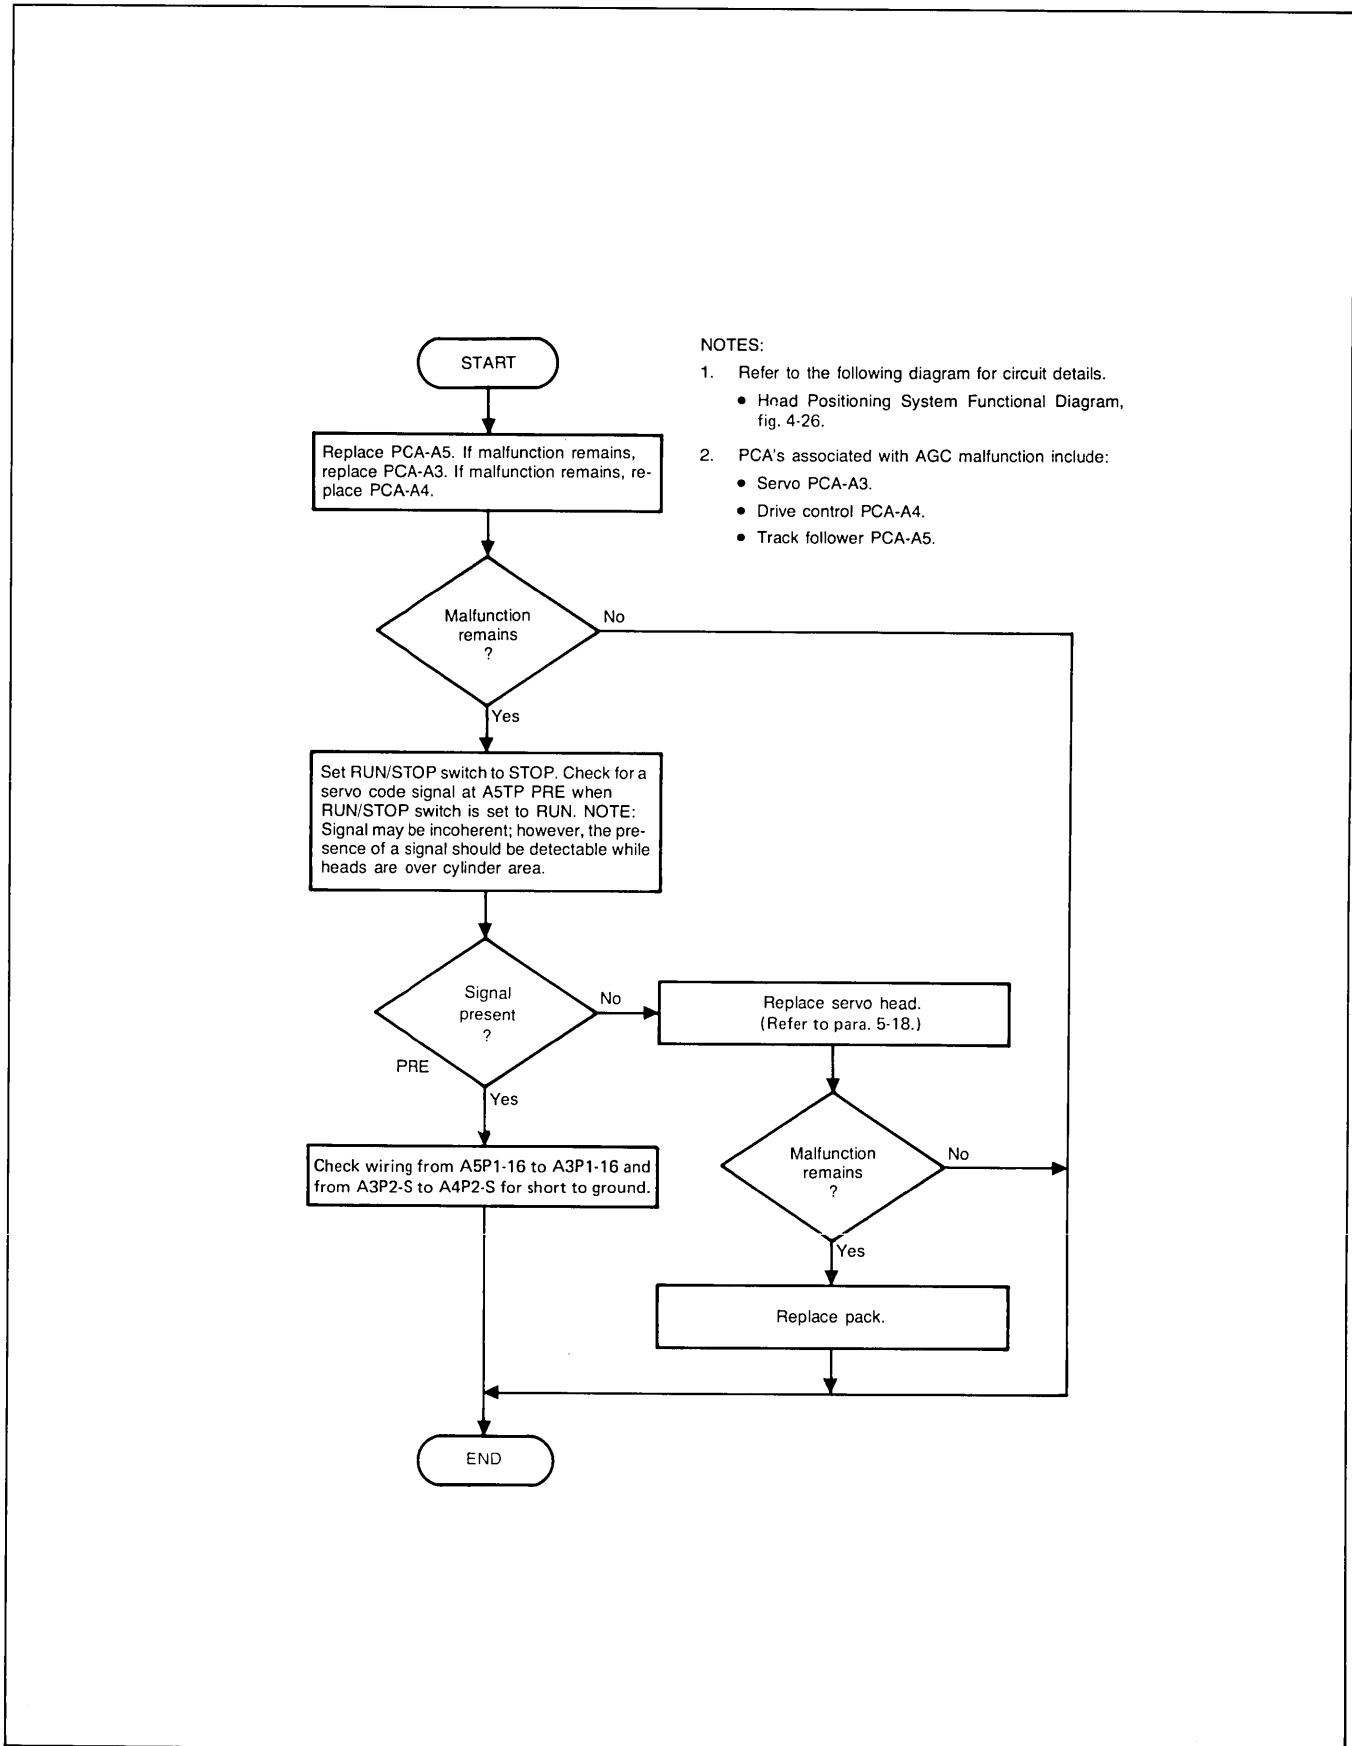 START
Replace PCA-A5. If malfunction remains,
replace PCA-A3. If malfunction remains, re-
place PCA-A4.
NOTES:
1. Refer to the following diagram for circuit details.
• Head Positioning System Functional Diagram,
fig. 4-26.
2. PCA's associated with AGC malfunction include:
• Servo PCA-A3.
• Drive control PCA-A4.
• Track follower PCA-A5.
Malfunction
remains
?
No
Yes
Set RUN/STOP switch to STOP. Check for a
servo code signal at A5TP PRE when
RUN/STOP switch is set to RUN. NOTE:
Signal may be incoherent; however, the pre-
sence of a signal should be detectable while
heads are over cylinder area.
Signal
present
?
PRE
No
Yes
Replace servo head.
(Refer to para. 5-18.)
Check wiring from A5P1-16 to A3P1-16 and
from A3P2-S to A4P2-S for short to ground.
Malfunction
remains
?
No
Yes
Replace pack.
END